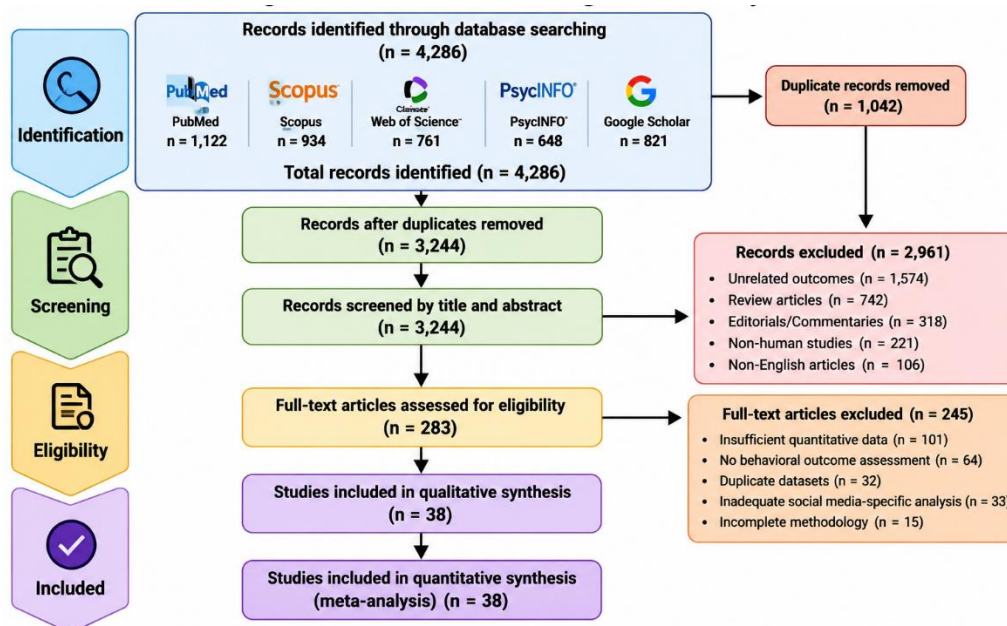 Records identified through database searching
(n = 4,286)
PubMed
Scopus
PsycINFO
PubMed
n = 1,122
Scopus
n = 934
Web of Science
n = 761
PsycINFO
n = 648
Google Scholar
n = 821
Total records identified (n = 4,286)
Duplicate records removed
(n = 1,042)
Identification
Records after duplicates removed
(n = 3,244)
Records screened by title and abstract
(n = 3,244)
Screening
Records excluded (n = 2,961)
• Unrelated outcomes (n = 1,574)
• Review articles (n = 742)
• Editorials/Commentaries (n = 318)
• Non-human studies (n = 221)
• Non-English articles (n = 106)
Full-text articles assessed for eligibility
(n = 283)
Eligibility
Full-text articles excluded (n = 245)
• Insufficient quantitative data (n = 101)
• No behavioral outcome assessment (n = 64)
• Duplicate datasets (n = 32)
• Inadequate social media-specific analysis (n = 33)
• Incomplete methodology (n = 15)
Studies included in qualitative synthesis
(n = 38)
Studies included in quantitative synthesis
(meta-analysis) (n = 38)
Included